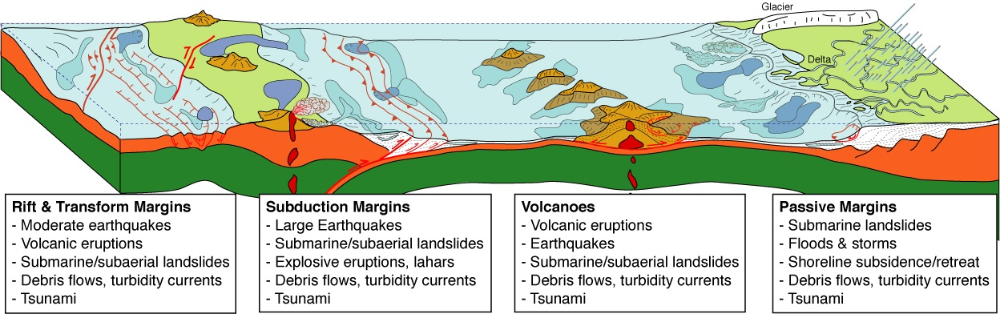 Glacier
Delta
Rift & Transform Margins
- Moderate earthquakes
- Volcanic eruptions
- Submarine/subaerial landslides
- Debris flows, turbidity currents
- Tsunami
Subduction Margins
- Large Earthquakes
- Submarine/subaerial landslides
- Explosive eruptions, lahars
- Debris flows, turbidity currents
- Tsunami
Volcanoes
- Volcanic eruptions
- Earthquakes
- Submarine/subaerial landslides
- Debris flows, turbidity currents
- Tsunami
Passive Margins
- Submarine landslides
- Floods & storms
- Shoreline subsidence/retreat
- Debris flows, turbidity currents
- Tsunami